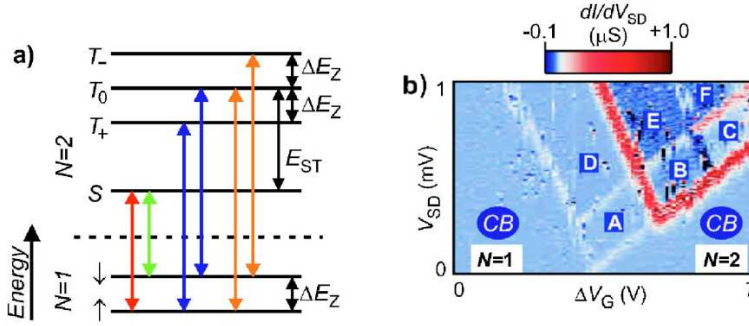 a)
T₋
T₀
T₊
S
↓
↑
N=2
N=1
Energy
ΔE_Z
ΔE_Z
E_ST
ΔE_Z
b)
dI/dV_SD
(μS)
-0.1
+1.0
V_SD (mV)
1
0
F
E
C
D
B
A
CB
CB
N=1
N=2
0
ΔV_G (V)
7